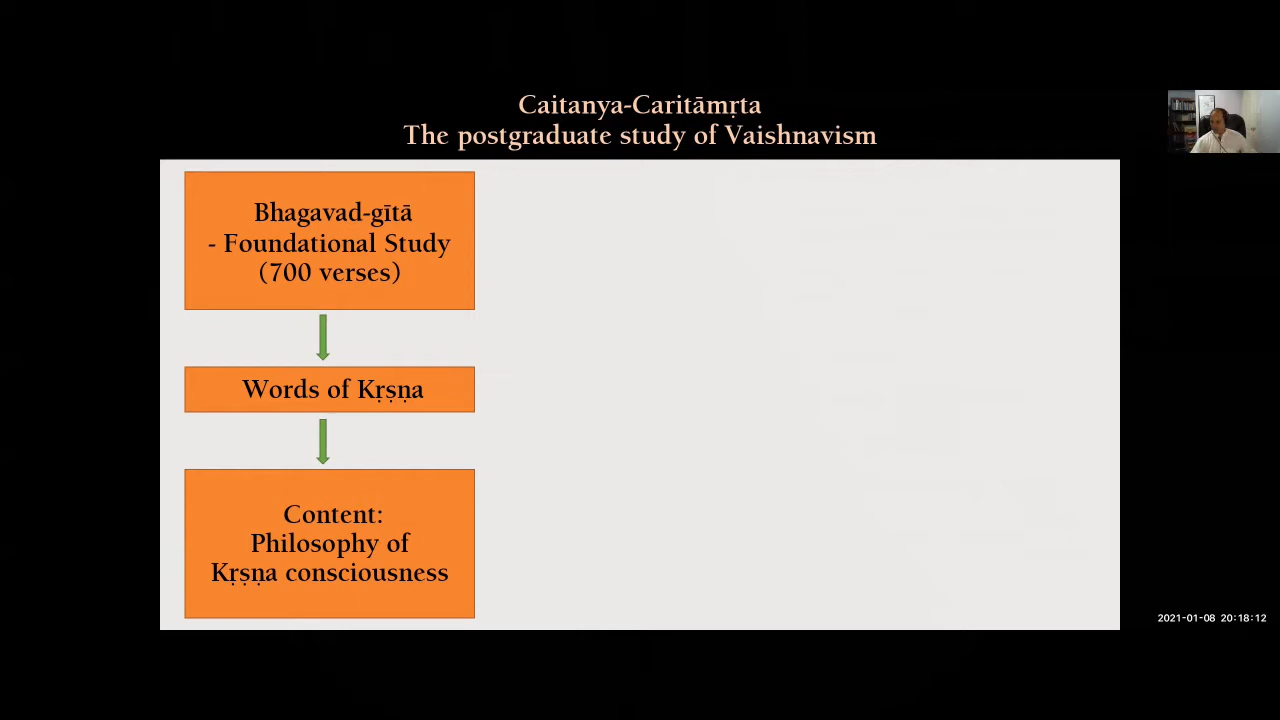 Caitanya-Caritāmṛta
The postgraduate study of Vaishnavism
Bhagavad-gītā
- Foundational Study
(700 verses)
Words of Kṛṣṇa
Content:
Philosophy of
Kṛṣṇa consciousness
2021-01-08 20:18:12